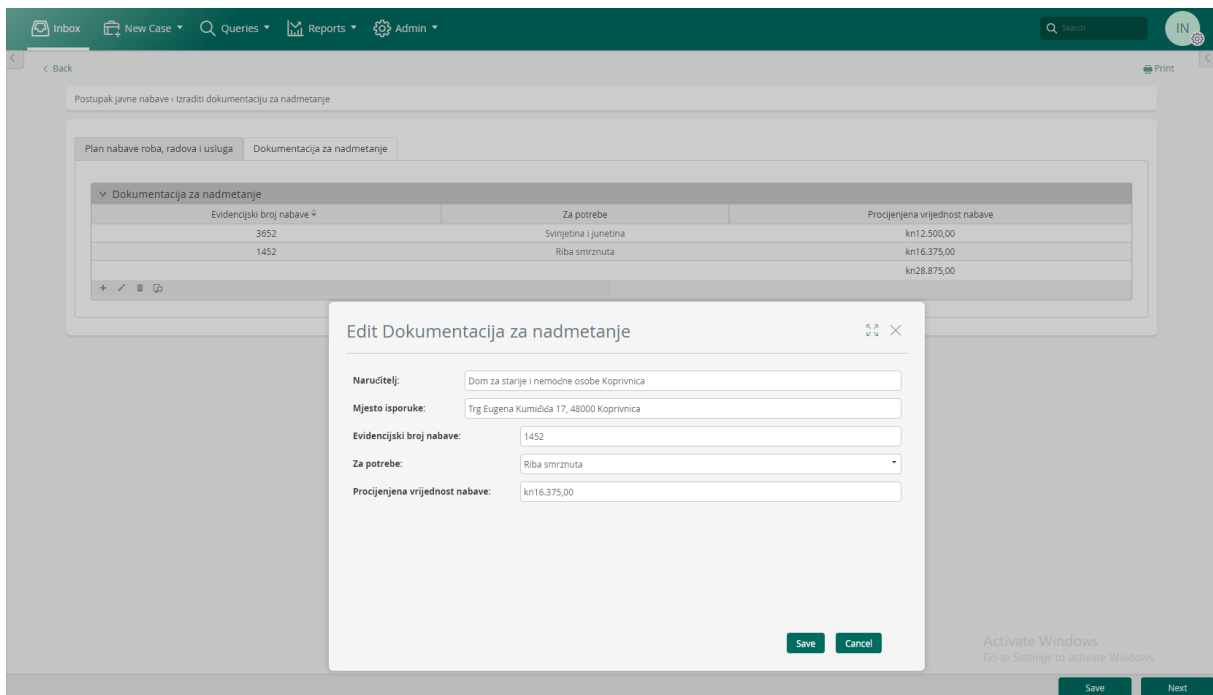 Inbox New Case Queries Reports Admin Search IN
Back Print
Postupak javne nabave › Izraditi dokumentaciju za nadmetanje
Plan nabave roba, radova i usluga Dokumentacija za nadmetanje
Dokumentacija za nadmetanje
Evidencijski broj nabave Za potrebe Procijenjena vrijednost nabave
3652 Svinjetina i junetina kn12.500,00
1452 Riba smrznuta kn16.375,00
kn28.875,00
Edit Dokumentacija za nadmetanje
Naručitelj: Dom za starije i nemoćne osobe Koprivnica
Mjesto isporuke: Trg Eugena Kumičića 17, 48000 Koprivnica
Evidencijski broj nabave: 1452
Za potrebe: Riba smrznuta
Procijenjena vrijednost nabave: kn16.375,00
Save Cancel
Activate Windows
Go to Settings to activate Windows.
Save Next